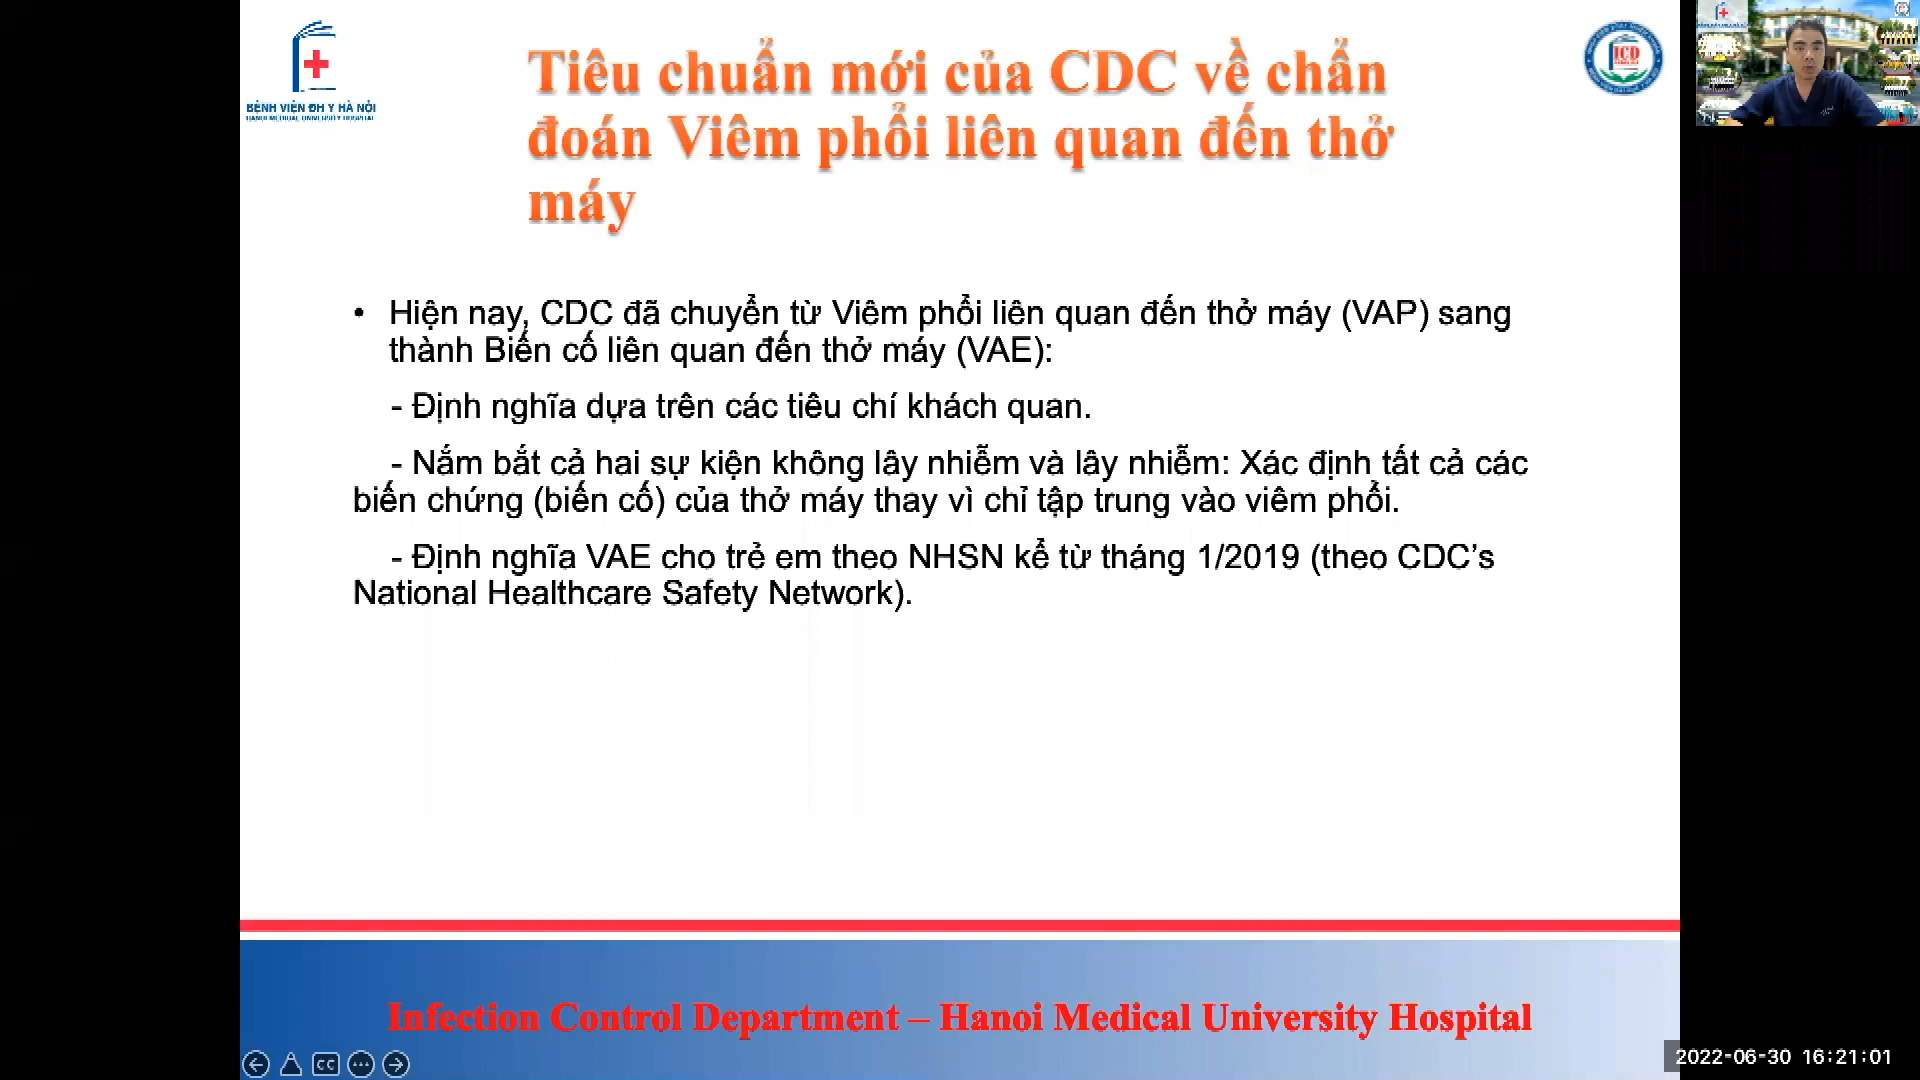 BỆNH VIỆN ĐH Y HÀ NỘI
HANOI MEDICAL UNIVERSITY HOSPITAL
Tiêu chuẩn mới của CDC về chẩn
đoán Viêm phổi liên quan đến thở
máy
ICD
• Hiện nay, CDC đã chuyển từ Viêm phổi liên quan đến thở máy (VAP) sang
thành Biến cố liên quan đến thở máy (VAE):
- Định nghĩa dựa trên các tiêu chí khách quan.
- Nắm bắt cả hai sự kiện không lây nhiễm và lây nhiễm: Xác định tất cả các
biến chứng (biến cố) của thở máy thay vì chỉ tập trung vào viêm phổi.
- Định nghĩa VAE cho trẻ em theo NHSN kể từ tháng 1/2019 (theo CDC’s
National Healthcare Safety Network).
Infection Control Department – Hanoi Medical University Hospital
CC
2022-06-30 16:21:01